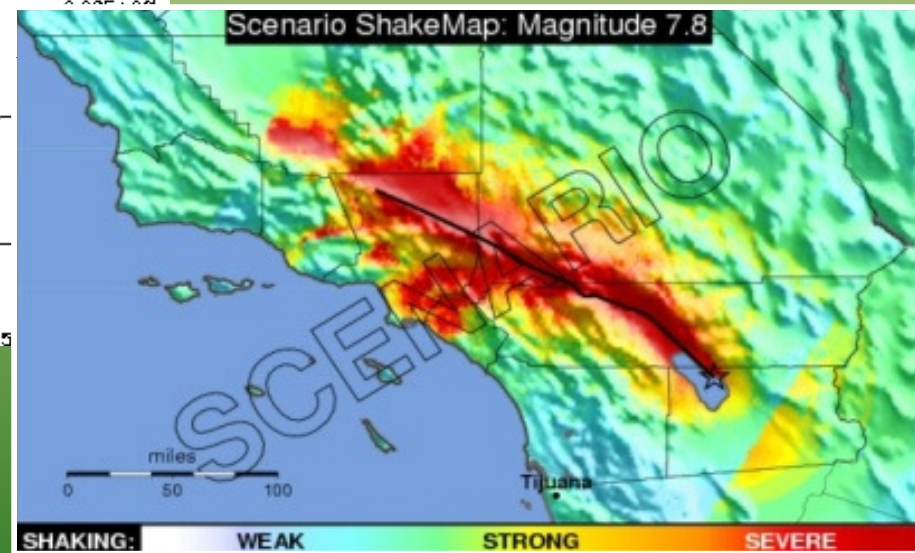 Scenario ShakeMap: Magnitude 7.8
SCENARIO
miles
0 50 100
Tijuana
SHAKING: WEAK STRONG SEVERE